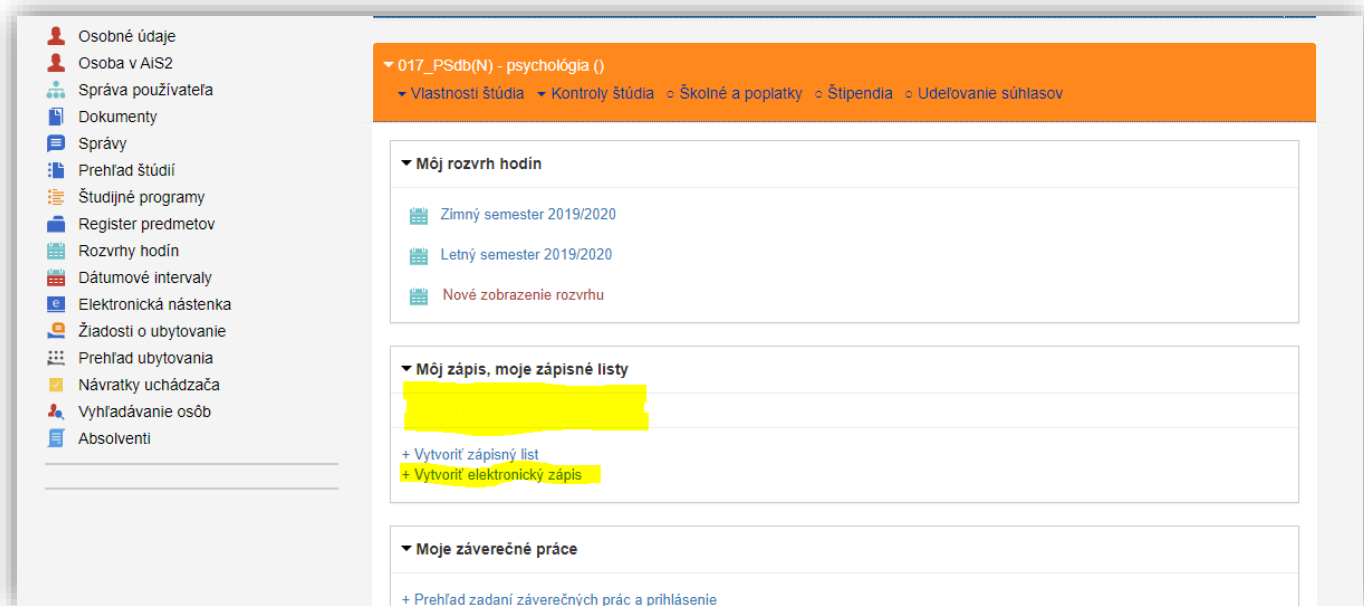 Osobné údaje
Osoba v AiS2
Správa používateľa
Dokumenty
Správy
Prehľad štúdií
Študijné programy
Register predmetov
Rozvrhy hodín
Dátumové intervaly
Elektronická nástenka
Žiadosti o ubytovanie
Prehľad ubytovania
Návratky uchádzača
Vyhľadávanie osôb
Absolventi
017_PSdb(N) - psychológia ()
Vlastnosti štúdia Kontroly štúdia Školné a poplatky Štipendia Udeľovanie súhlasov
Môj rozvrh hodín
Zimný semester 2019/2020
Letný semester 2019/2020
Nové zobrazenie rozvrhu
Môj zápis, moje zápisné listy
+ Vytvoriť zápisný list
+ Vytvoriť elektronický zápis
Moje záverečné práce
+ Prehľad zadaní záverečných prác a prihlásenie